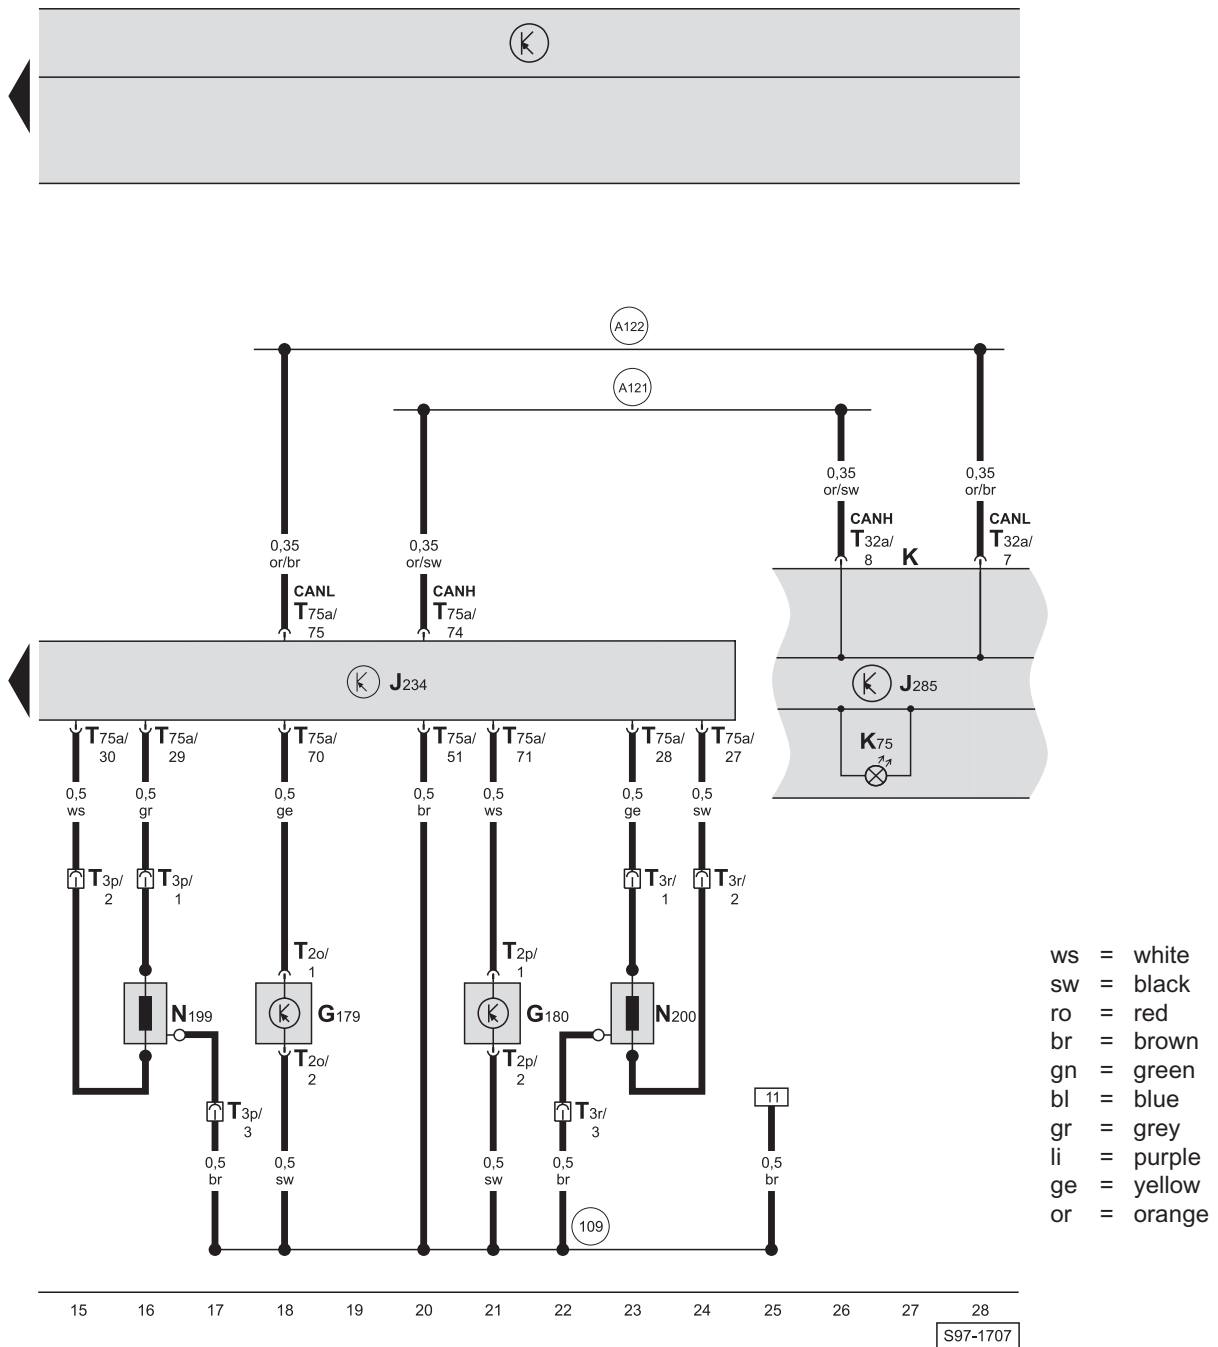 A122
A121
0,35 or/sw
0,35 or/br
CANH T32a/ 8
K
CANL T32a/ 7
0,35 or/br
0,35 or/sw
CANL T75a/ 75
CANH T75a/ 74
J234
J285
K75
T75a/ 30
T75a/ 29
T75a/ 70
T75a/ 51
T75a/ 71
T75a/ 28
T75a/ 27
0,5 ws
0,5 gr
0,5 ge
0,5 br
0,5 ws
0,5 ge
0,5 sw
T3p/ 2
T3p/ 1
T3r/ 1
T3r/ 2
T2o/ 1
T2p/ 1
N199
G179
G180
N200
T2o/ 2
T2p/ 2
T3p/ 3
T3r/ 3
11
0,5 br
0,5 sw
0,5 sw
0,5 br
0,5 br
109
ws = white
sw = black
ro = red
br = brown
gn = green
bl = blue
gr = grey
li = purple
ge = yellow
or = orange
15 16 17 18 19 20 21 22 23 24 25 26 27 28
S97-1707